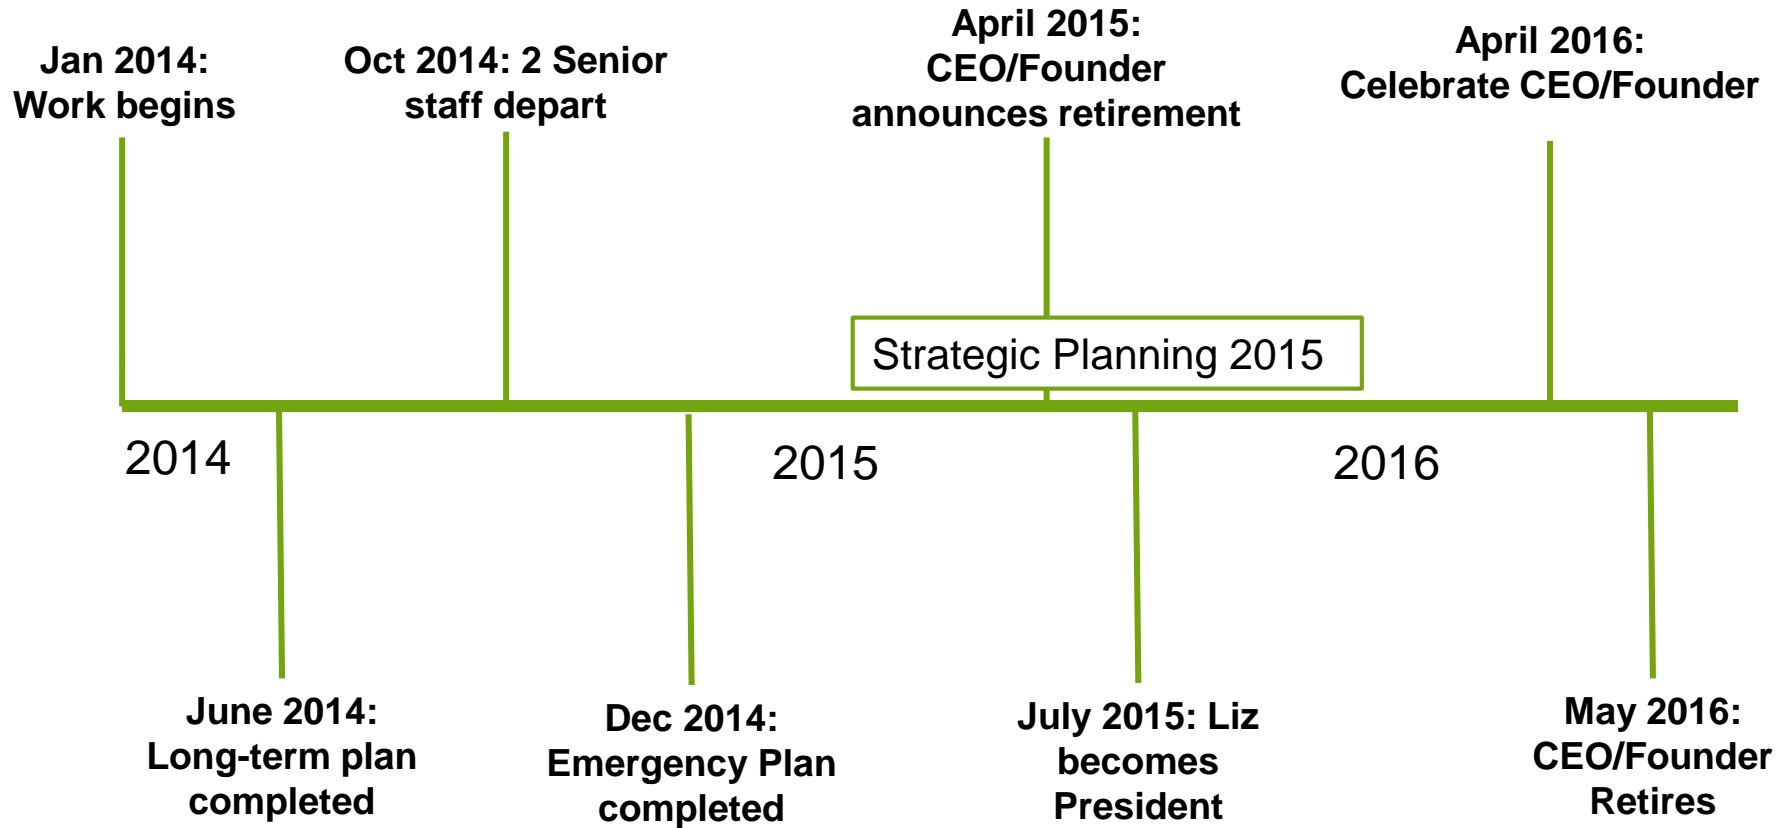 Jan 2014:
Work begins
Oct 2014: 2 Senior
staff depart
April 2015:
CEO/Founder
announces retirement
April 2016:
Celebrate CEO/Founder
Strategic Planning 2015
2014
2015
2016
June 2014:
Long-term plan
completed
Dec 2014:
Emergency Plan
completed
July 2015: Liz
becomes
President
May 2016:
CEO/Founder
Retires